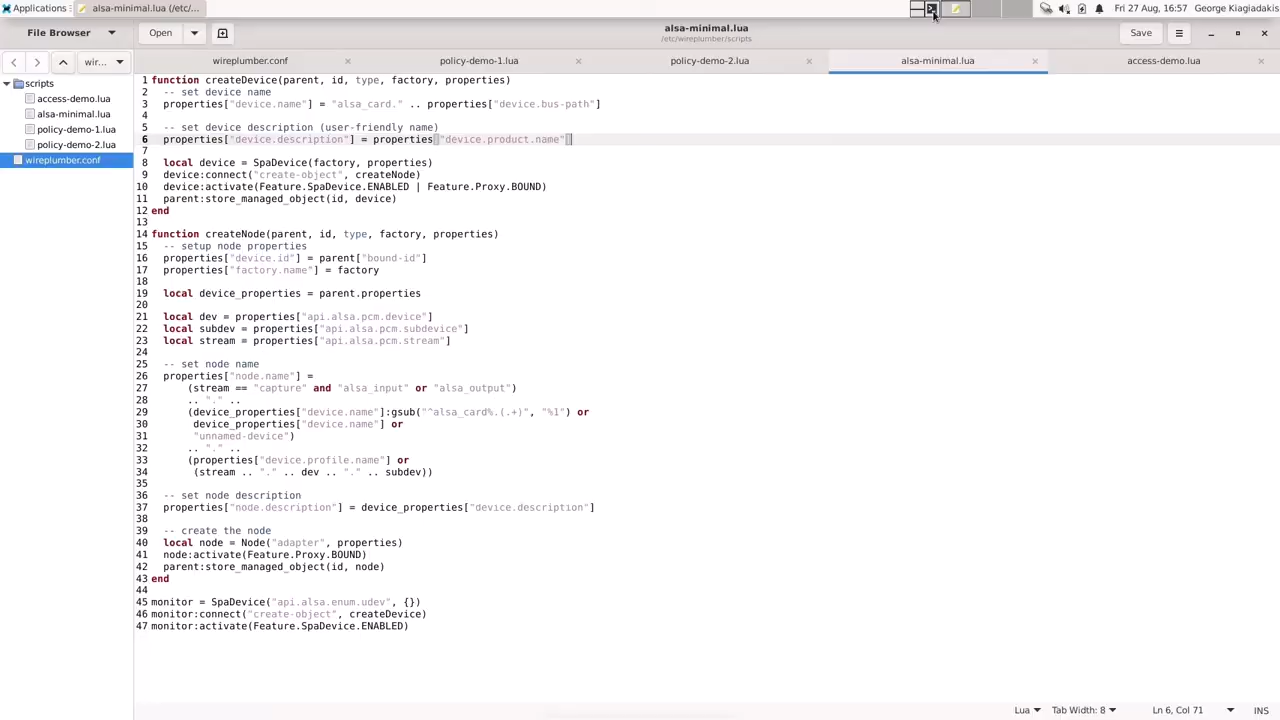 Applications
alsa-minimal.lua (/etc/...
Fri 27 Aug, 16:57 George Kiagiadakis
File Browser
Open
alsa-minimal.lua
/etc/wireplumber/scripts
Save
wir...
wireplumber.conf
policy-demo-1.lua
policy-demo-2.lua
alsa-minimal.lua
access-demo.lua
scripts
access-demo.lua
alsa-minimal.lua
policy-demo-1.lua
policy-demo-2.lua
wireplumber.conf
1 function createDevice(parent, id, type, factory, properties)
2   -- set device name
3   properties["device.name"] = "alsa_card." .. properties["device.bus-path"]
4
5   -- set device description (user-friendly name)
6   properties["device.description"] = properties["device.product.name"]
7
8   local device = SpaDevice(factory, properties)
9   device:connect("create-object", createNode)
10   device:activate(Feature.SpaDevice.ENABLED | Feature.Proxy.BOUND)
11   parent:store_managed_object(id, device)
12 end
13
14 function createNode(parent, id, type, factory, properties)
15   -- setup node properties
16   properties["device.id"] = parent["bound-id"]
17   properties["factory.name"] = factory
18
19   local device_properties = parent.properties
20
21   local dev = properties["api.alsa.pcm.device"]
22   local subdev = properties["api.alsa.pcm.subdevice"]
23   local stream = properties["api.alsa.pcm.stream"]
24
25   -- set node name
26   properties["node.name"] =
27       (stream == "capture" and "alsa_input" or "alsa_output")
28       .. "." ..
29       (device_properties["device.name"]:gsub("^alsa_card%.(.+)", "%1") or
30        device_properties["device.name"] or
31        "unnamed-device")
32       .. "." ..
33       (properties["device.profile.name"] or
34        (stream .. "." .. dev .. "." .. subdev))
35
36   -- set node description
37   properties["node.description"] = device_properties["device.description"]
38
39   -- create the node
40   local node = Node("adapter", properties)
41   node:activate(Feature.Proxy.BOUND)
42   parent:store_managed_object(id, node)
43 end
44
45 monitor = SpaDevice("api.alsa.enum.udev", {})
46 monitor:connect("create-object", createDevice)
47 monitor:activate(Feature.SpaDevice.ENABLED)
Lua
Tab Width: 8
Ln 6, Col 71
INS